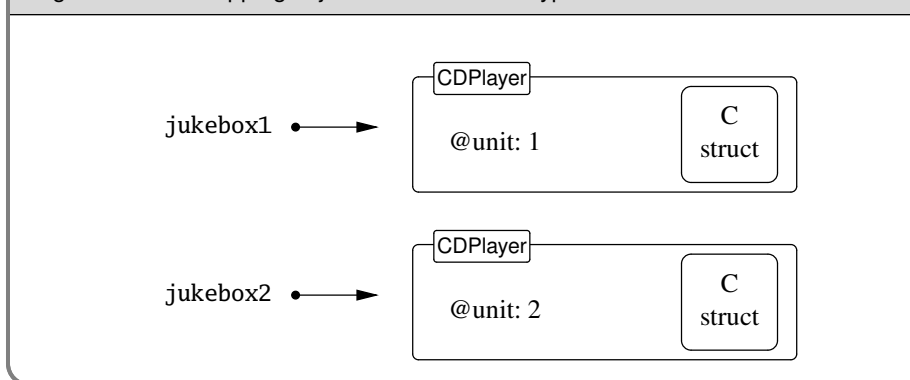 CDPlayer
jukebox1
@unit: 1
C
struct
CDPlayer
jukebox2
@unit: 2
C
struct